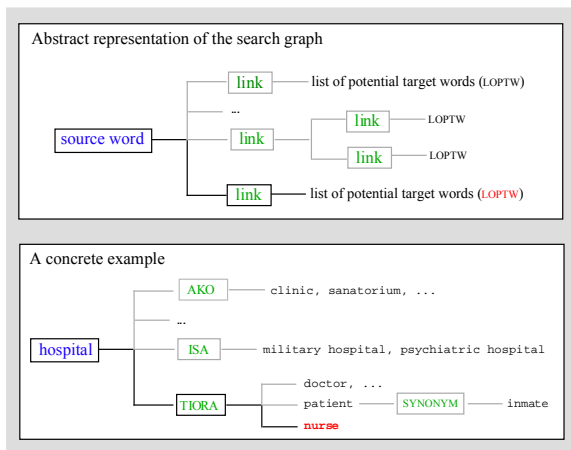 Abstract representation of the search graph
link list of potential target words (LOPTW)
...
link LOPTW
source word link
link LOPTW
link list of potential target words (LOPTW)
A concrete example
AKO clinic, sanatorium, ...
...
hospital ISA military hospital, psychiatric hospital
doctor, ...
TIORA patient SYNONYM inmate
nurse